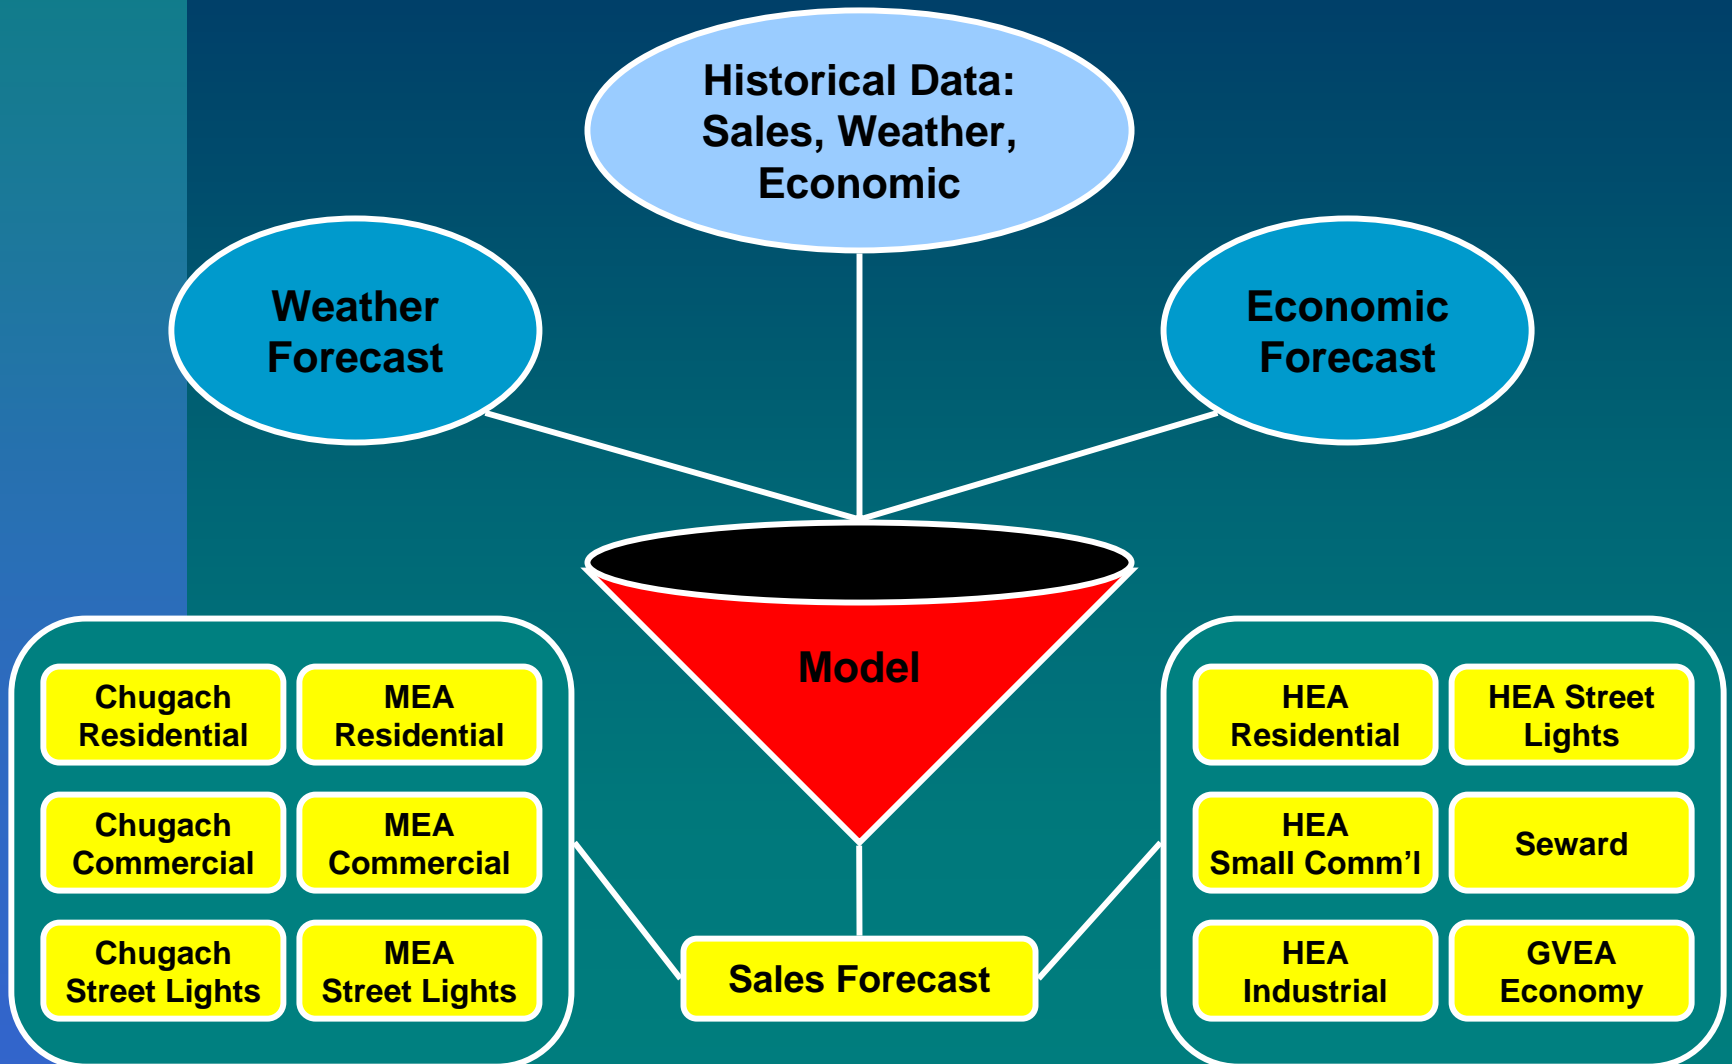 Historical Data:
Sales, Weather,
Economic
Weather
Forecast
Economic
Forecast
Model
Chugach
Residential
MEA
Residential
Chugach
Commercial
MEA
Commercial
Chugach
Street Lights
MEA
Street Lights
Sales Forecast
HEA
Residential
HEA Street
Lights
HEA
Small Comm’l
Seward
HEA
Industrial
GVEA
Economy